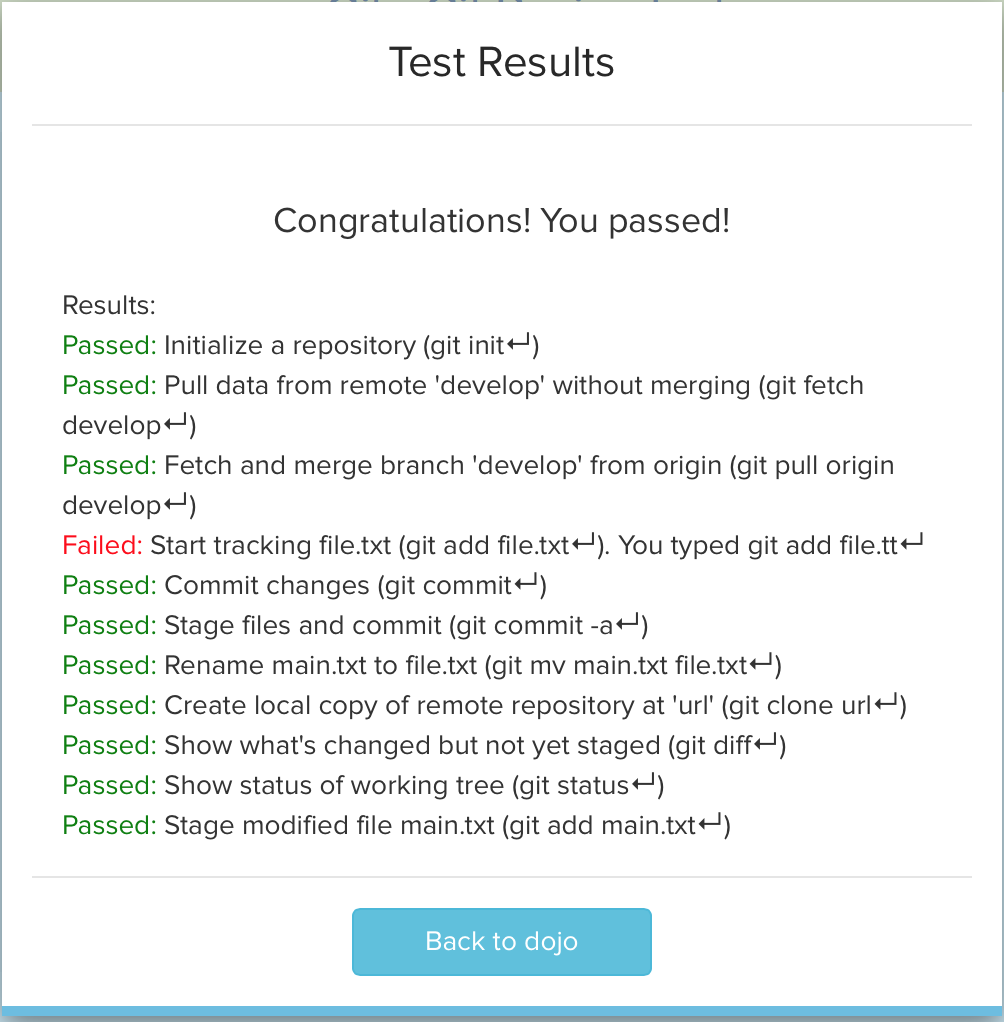 Test Results
Congratulations! You passed!
Results:
Passed: Initialize a repository (git init↵)
Passed: Pull data from remote 'develop' without merging (git fetch
develop↵)
Passed: Fetch and merge branch 'develop' from origin (git pull origin
develop↵)
Failed: Start tracking file.txt (git add file.txt↵). You typed git add file.tt↵
Passed: Commit changes (git commit↵)
Passed: Stage files and commit (git commit -a↵)
Passed: Rename main.txt to file.txt (git mv main.txt file.txt↵)
Passed: Create local copy of remote repository at 'url' (git clone url↵)
Passed: Show what's changed but not yet staged (git diff↵)
Passed: Show status of working tree (git status↵)
Passed: Stage modified file main.txt (git add main.txt↵)
Back to dojo